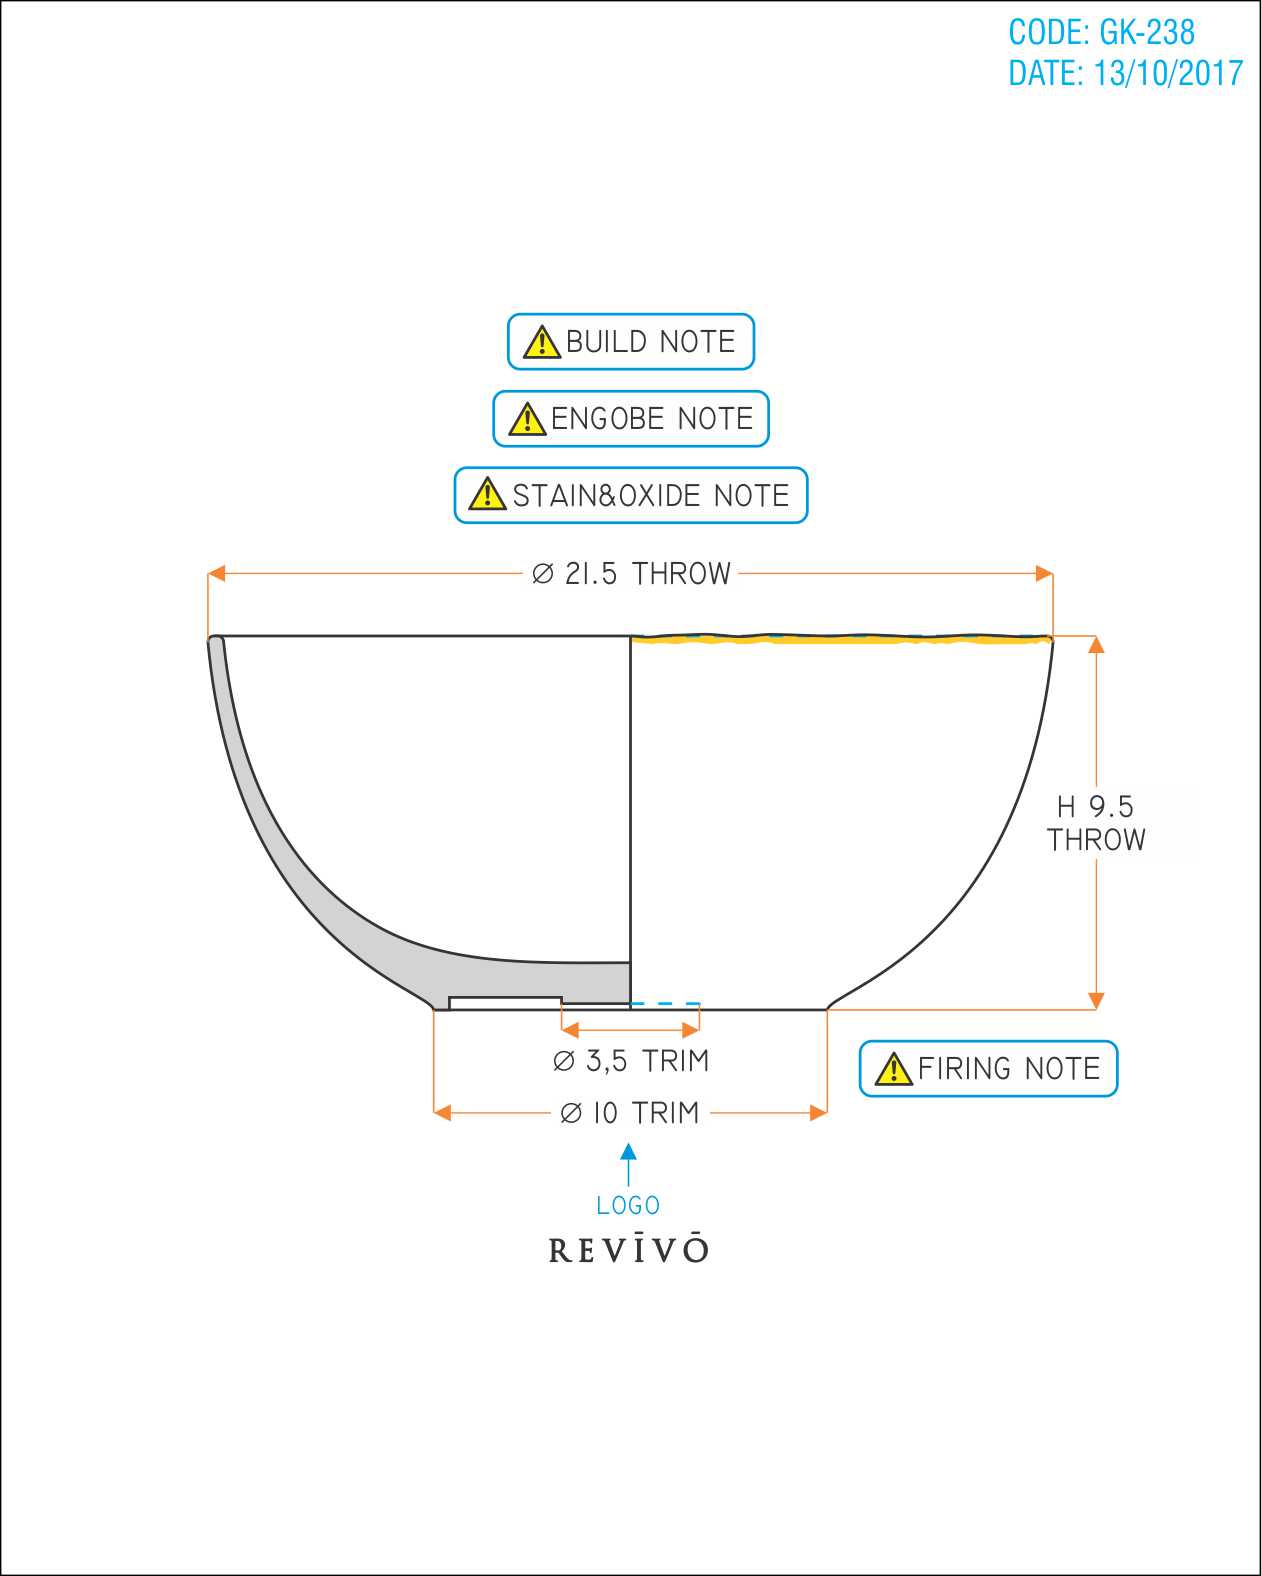 CODE: GK-238
DATE: 13/10/2017
BUILD NOTE
ENGOBE NOTE
STAIN&OXIDE NOTE
Ø 21.5 THROW
H 9.5
THROW
Ø 3,5 TRIM
FIRING NOTE
Ø 10 TRIM
LOGO
REVĪVŌ